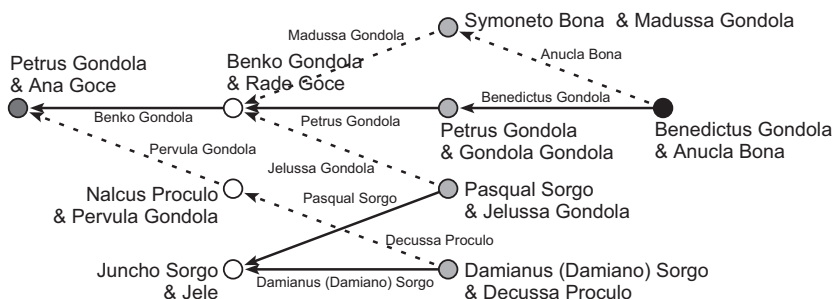 Symoneto Bona & Madussa Gondola
Madussa Gondola
Anucla Bona
Petrus Gondola
& Ana Goce
Benko Gondola
& Rade Goce
Benko Gondola
Petrus Gondola
Benedictus Gondola
Petrus Gondola
& Gondola Gondola
Benedictus Gondola
& Anucla Bona
Pervula Gondola
Jelussa Gondola
Nalcus Proculo
& Pervula Gondola
Pasqual Sorgo
Pasqual Sorgo
& Jelussa Gondola
Decussa Proculo
Juncho Sorgo
& Jele
Damianus (Damiano) Sorgo
Damianus (Damiano) Sorgo
& Decussa Proculo